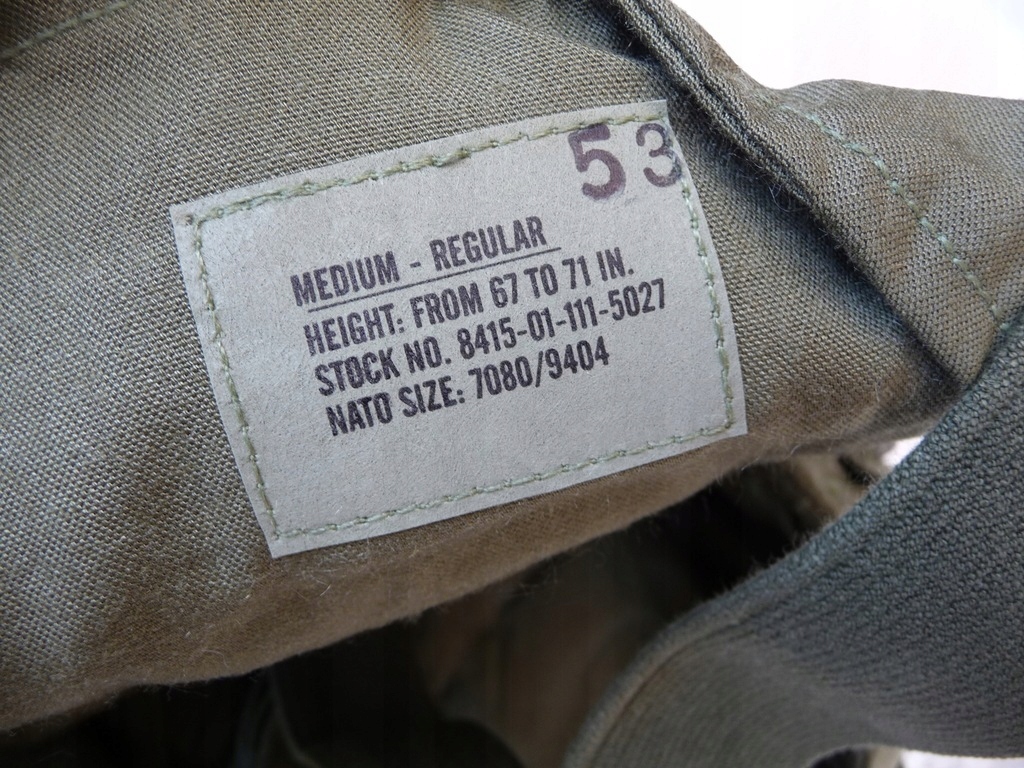 53
MEDIUM - REGULAR
HEIGHT: FROM 67 TO 71 IN.
STOCK NO. 8415-01-111-5027
NATO SIZE: 7080/9404